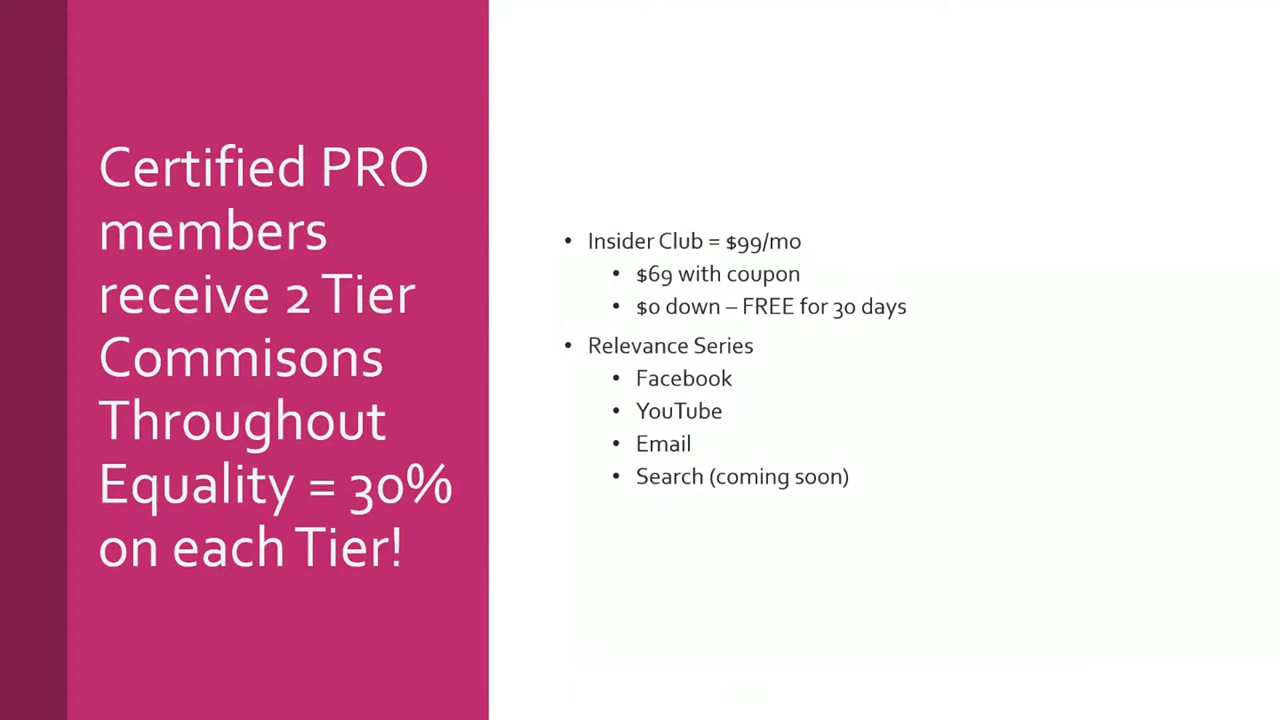 Certified PRO
members
receive 2 Tier
Commisons
Throughout
Equality = 30%
on each Tier!
• Insider Club = $99/mo
• $69 with coupon
• $0 down – FREE for 30 days
• Relevance Series
• Facebook
• YouTube
• Email
• Search (coming soon)